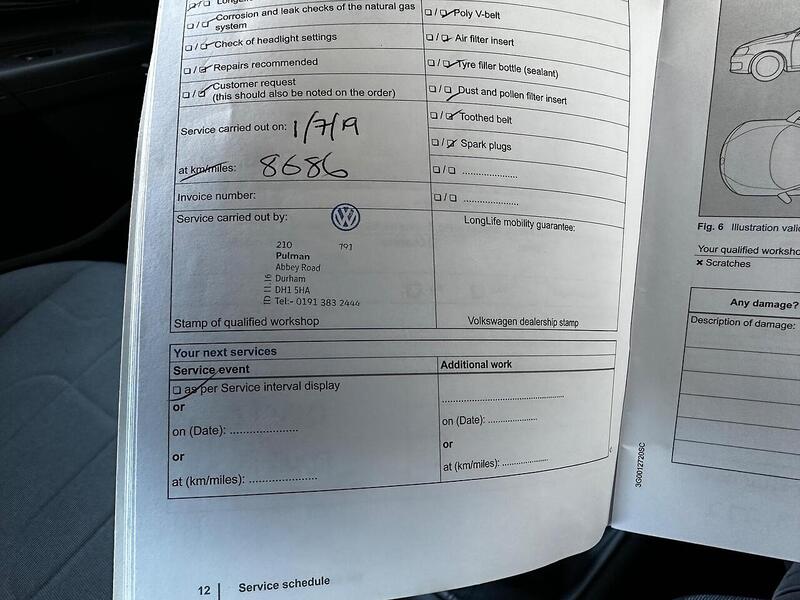 Corrosion and leak checks of the natural gas
system
Check of headlight settings
Repairs recommended
Customer request
(this should also be noted on the order)
Service carried out on: 1/7/19
at km/miles: 8686
Invoice number:
Service carried out by:
210 791
Pulman
Abbey Road
Durham
DH1 5HA
Tel:- 0191 383 2444
Stamp of qualified workshop
Poly V-belt
Air filter insert
Tyre filler bottle (sealant)
Dust and pollen filter insert
Toothed belt
Spark plugs
LongLife mobility guarantee:
Volkswagen dealership stamp
Your next services
Service event
as per Service interval display
or
on (Date): ....................
or
at (km/miles): ....................
Additional work
on (Date): ....................
or
at (km/miles): ....................
12 | Service schedule
Fig. 6 Illustration
Your qualified
Scratches
Any damage?
Description of damage:
3G0012720SC